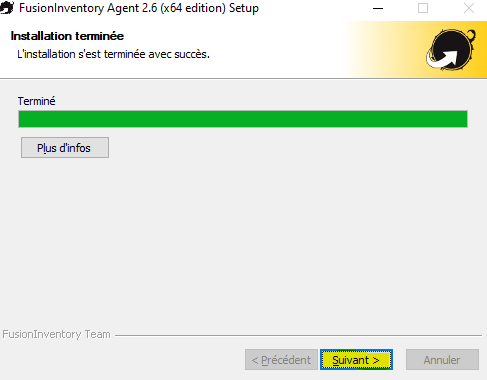 FusionInventory Agent 2.6 (x64 edition) Setup
Installation terminée
L'installation s'est terminée avec succès.
Terminé
Plus d'infos
FusionInventory Team
< Précédent Suivant > Annuler